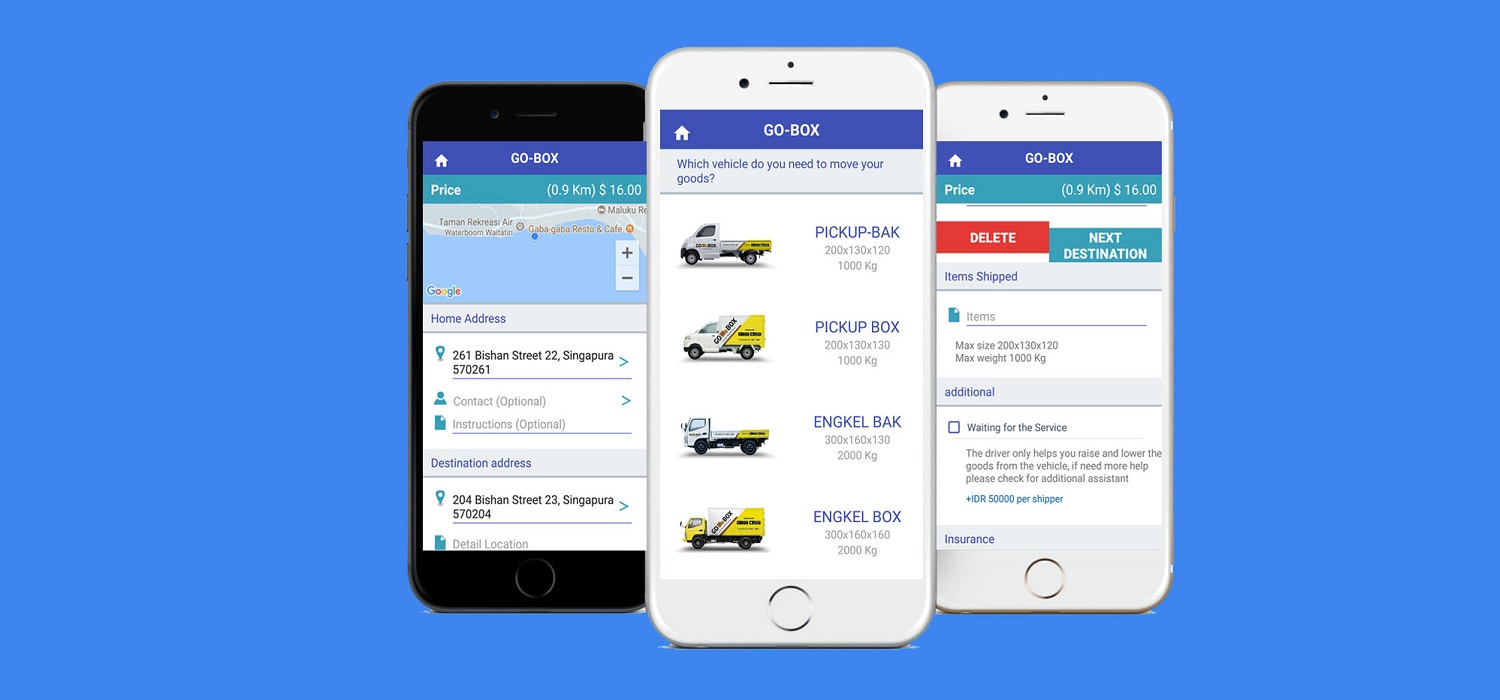 GO-BOX
Price (0.9 Km) $ 16.00
Maluku Re
Taman Rekreasi Air
Waterboom Waitatiri
Gaba-gaba Resto & Cafe
+
−
Google
Home Address
261 Bishan Street 22, Singapura >
570261
Contact (Optional) >
Instructions (Optional)
Destination address
204 Bishan Street 23, Singapura >
570204
Detail Location
GO-BOX
Which vehicle do you need to move your
goods?
GO-BOX
PICKUP-BAK
200x130x120
1000 Kg
GO-BOX
PICKUP BOX
200x130x130
1000 Kg
ENGKEL BAK
300x160x130
2000 Kg
GO-BOX
ENGKEL BOX
300x160x160
2000 Kg
GO-BOX
Price (0.9 Km) $ 16.00
DELETE
NEXT
DESTINATION
Items Shipped
Items
Max size 200x130x120
Max weight 1000 Kg
additional
Waiting for the Service
The driver only helps you raise and lower the
goods from the vehicle, if need more help
please check for additional assistant
+IDR 50000 per shipper
Insurance